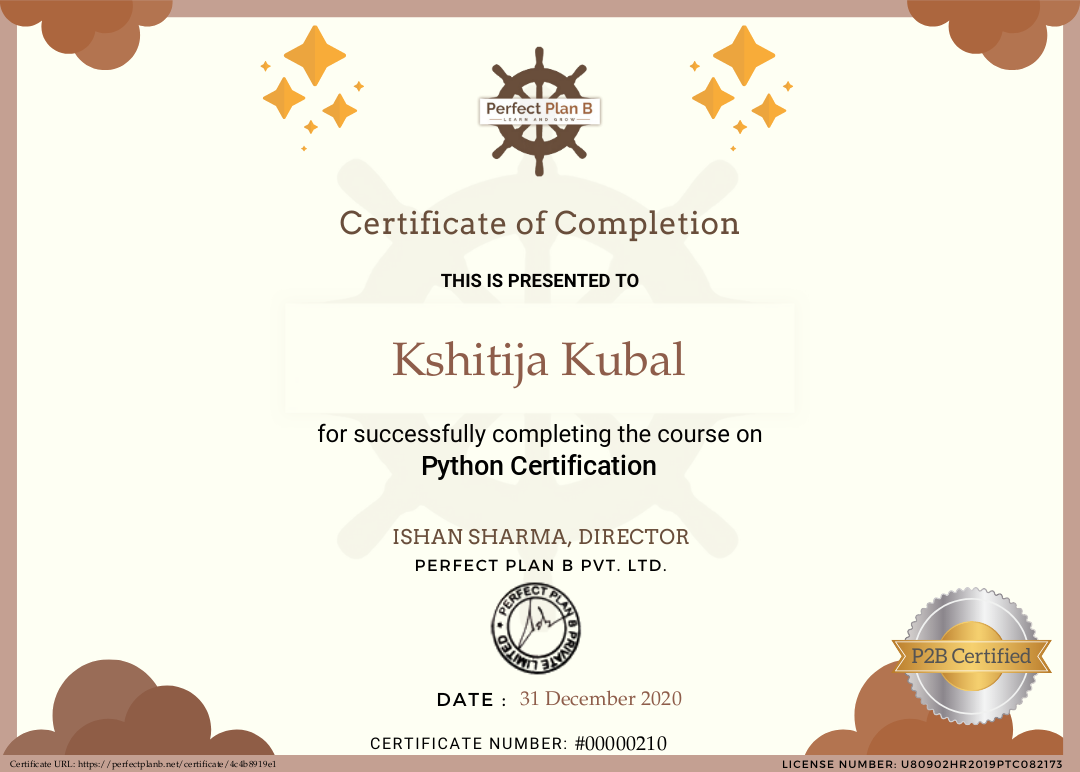 Perfect Plan B
LEARN AND GROW
Certificate of Completion
THIS IS PRESENTED TO
Kshitija Kubal
for successfully completing the course on
Python Certification
ISHAN SHARMA, DIRECTOR
PERFECT PLAN B PVT. LTD.
PERFECT PLAN B PRIVATE LIMITED ★
P2B Certified
DATE : 31 December 2020
CERTIFICATE NUMBER: #00000210
Certificate URL: https://perfectplanb.net/certificate/4c4b8919e1
LICENSE NUMBER: U80902HR2019PTC082173